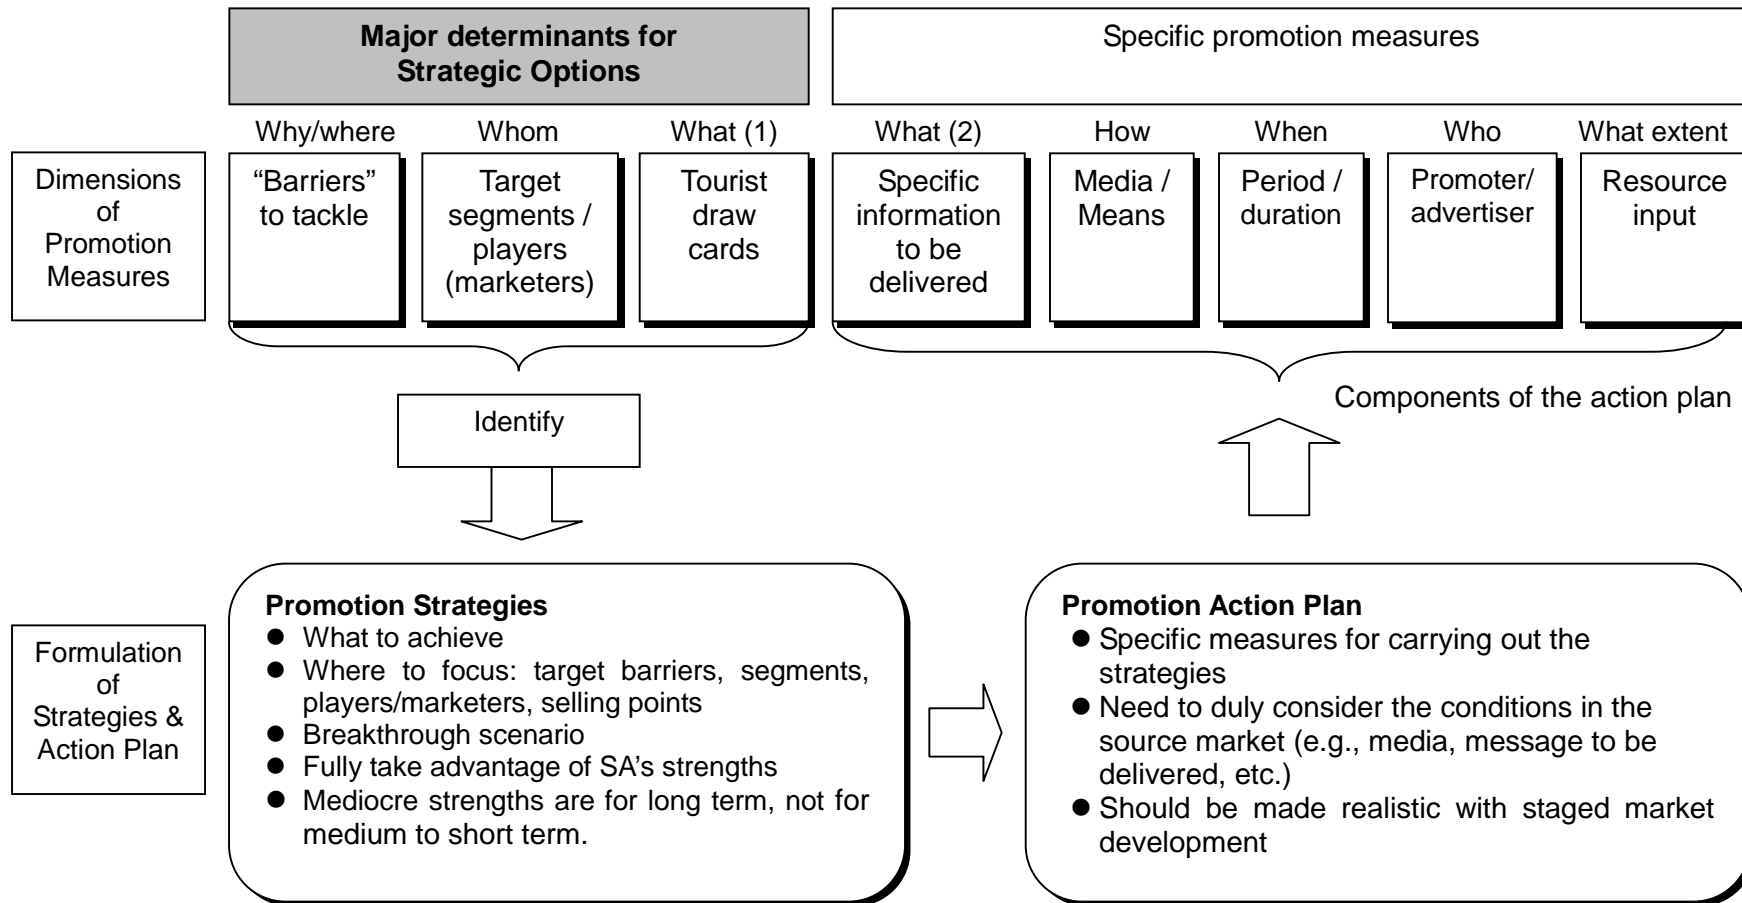 Major determinants for
Strategic Options
Specific promotion measures
Why/where
Whom
What (1)
What (2)
How
When
Who
What extent
Dimensions
of
Promotion
Measures
“Barriers”
to tackle
Target
segments /
players
(marketers)
Tourist
draw
cards
Specific
information
to be
delivered
Media /
Means
Period /
duration
Promoter/
advertiser
Resource
input
Identify
Components of the action plan
Formulation
of
Strategies &
Action Plan
Promotion Strategies
● What to achieve
● Where to focus: target barriers, segments,
players/marketers, selling points
● Breakthrough scenario
● Fully take advantage of SA’s strengths
● Mediocre strengths are for long term, not for
medium to short term.
Promotion Action Plan
● Specific measures for carrying out the
strategies
● Need to duly consider the conditions in the
source market (e.g., media, message to be
delivered, etc.)
● Should be made realistic with staged market
development